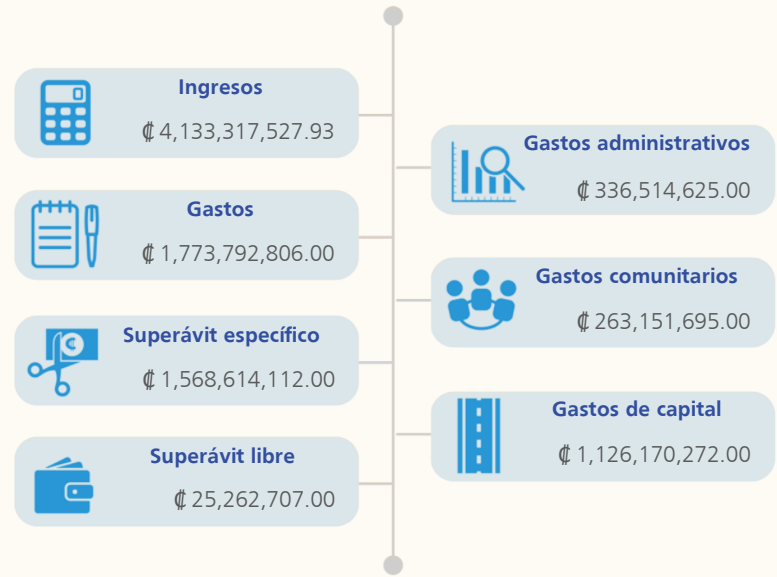 Ingresos
₡ 4,133,317,527.93
Gastos
₡ 1,773,792,806.00
Superávit específico
₡ 1,568,614,112.00
Superávit libre
₡ 25,262,707.00
Gastos administrativos
₡ 336,514,625.00
Gastos comunitarios
₡ 263,151,695.00
Gastos de capital
₡ 1,126,170,272.00